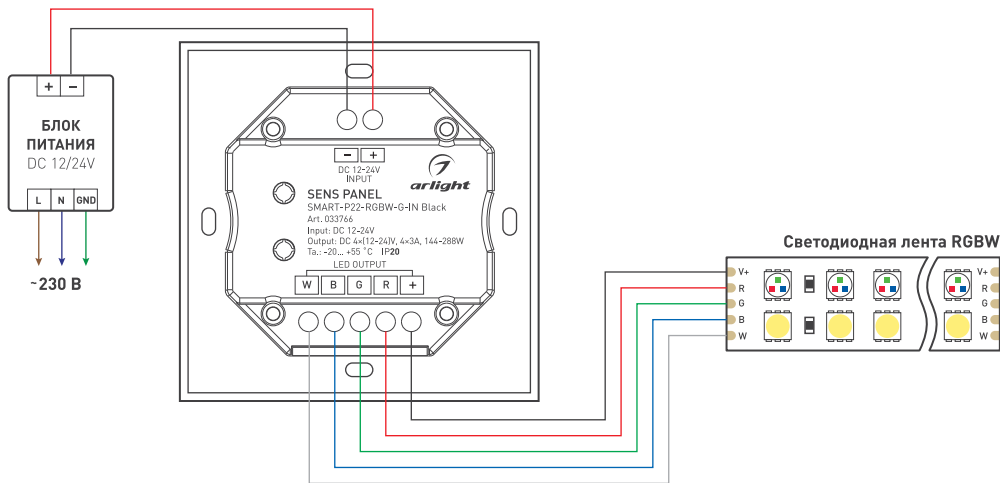 + −
БЛОК
ПИТАНИЯ
DC 12/24V
L N GND
~230 В
− +
DC 12-24V
INPUT
arlight
SENS PANEL
SMART-P22-RGBW-G-IN Black
Art. 033766
Input: DC 12-24V
Output: DC 4×(12-24)V, 4×3A, 144-288W
Ta.: -20... +55 °C IP20
LED OUTPUT
W B G R +
Светодиодная лента RGBW
V+
R
G
B
W
V+
R
G
B
W